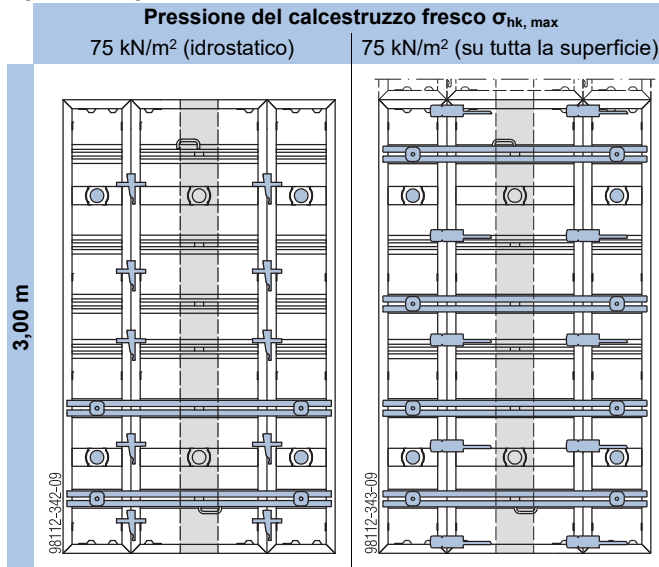 Pressione del calcestruzzo fresco σhk, max
75 kN/m² (idrostatico)
75 kN/m² (su tutta la superficie)
3,00 m
98112-342-09
98112-343-09